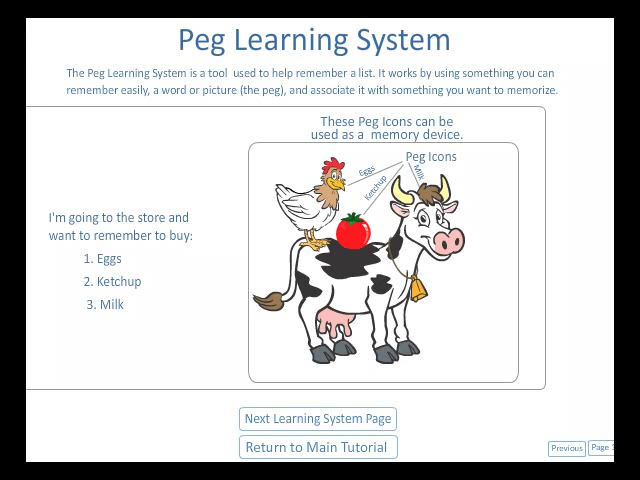 Peg Learning System
The Peg Learning System is a tool used to help remember a list. It works by using something you can
remember easily, a word or picture (the peg), and associate it with something you want to memorize.
These Peg Icons can be
used as a memory device.
Peg Icons
Eggs
Ketchup
Milk
I'm going to the store and
want to remember to buy:
1. Eggs
2. Ketchup
3. Milk
Next Learning System Page
Return to Main Tutorial
Previous
Page